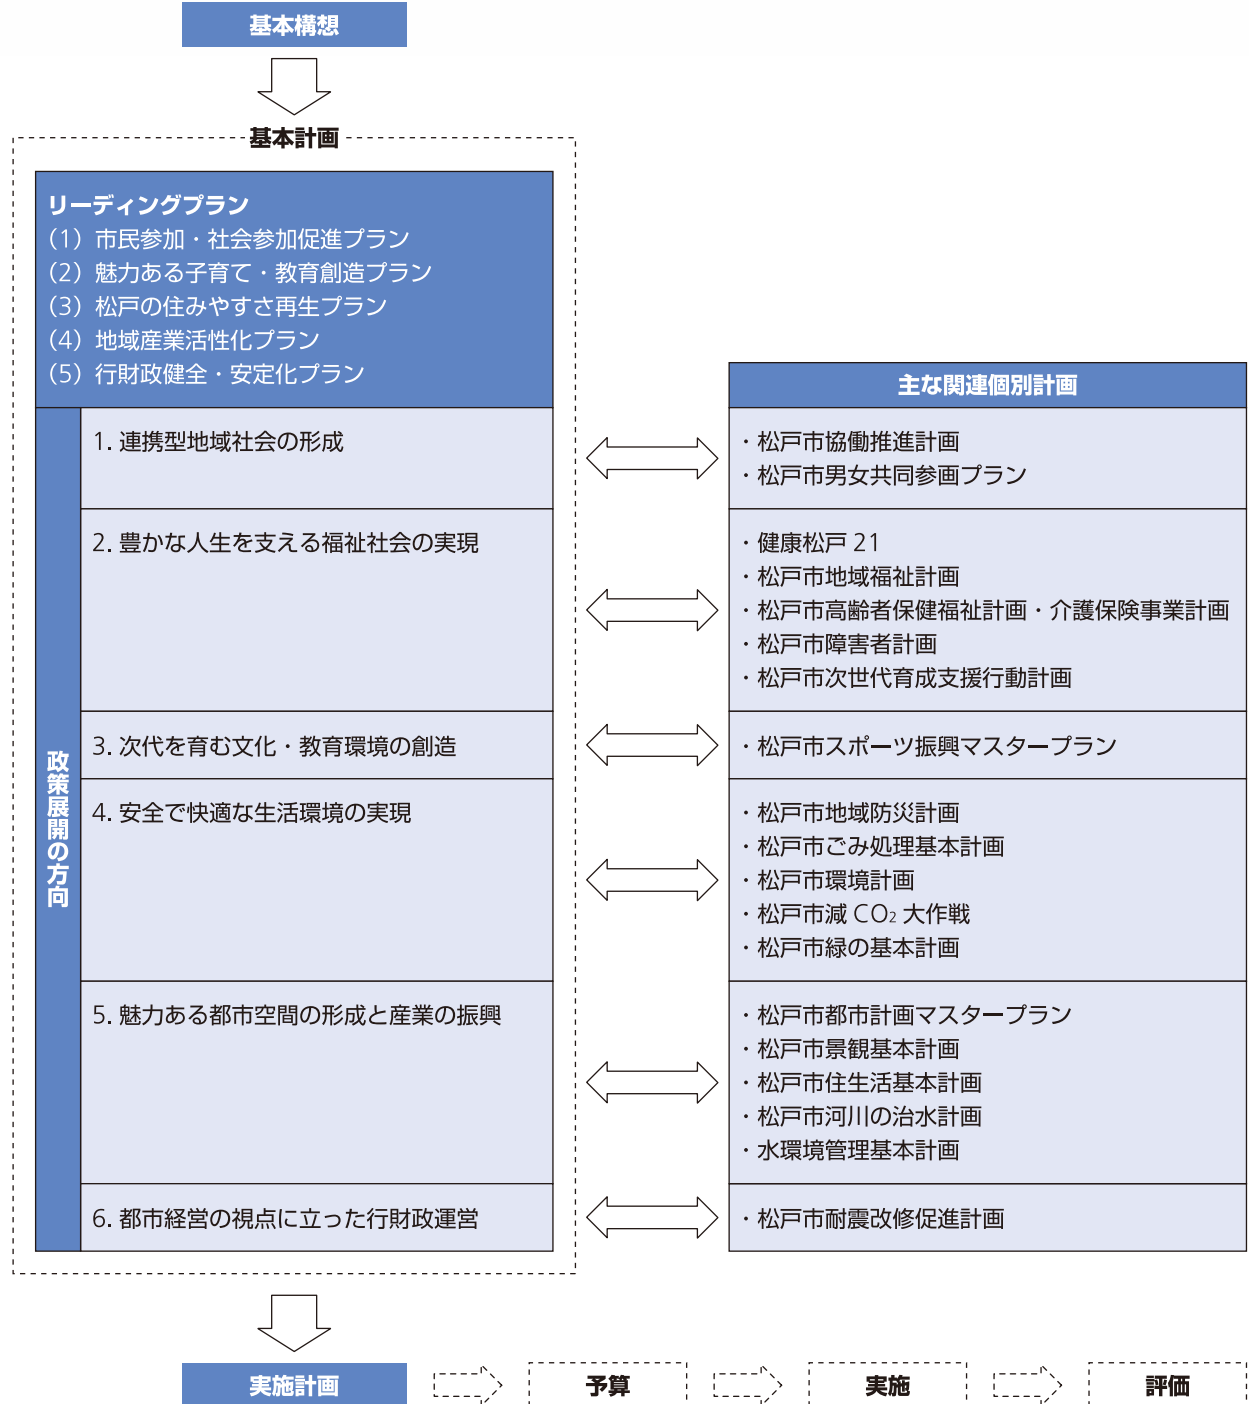 基本構想
基本計画
リーディングプラン
（1）市民参加・社会参加促進プラン
（2）魅力ある子育て・教育創造プラン
（3）松戸の住みやすさ再生プラン
（4）地域産業活性化プラン
（5）行財政健全・安定化プラン
政策展開の方向
1. 連携型地域社会の形成
2. 豊かな人生を支える福祉社会の実現
3. 次代を育む文化・教育環境の創造
4. 安全で快適な生活環境の実現
5. 魅力ある都市空間の形成と産業の振興
6. 都市経営の視点に立った行財政運営
主な関連個別計画
・松戸市協働推進計画
・松戸市男女共同参画プラン
・健康松戸 21
・松戸市地域福祉計画
・松戸市高齢者保健福祉計画・介護保険事業計画
・松戸市障害者計画
・松戸市次世代育成支援行動計画
・松戸市スポーツ振興マスタープラン
・松戸市地域防災計画
・松戸市ごみ処理基本計画
・松戸市環境計画
・松戸市減 CO₂ 大作戦
・松戸市緑の基本計画
・松戸市都市計画マスタープラン
・松戸市景観基本計画
・松戸市住生活基本計画
・松戸市河川の治水計画
・水環境管理基本計画
・松戸市耐震改修促進計画
実施計画
予算
実施
評価